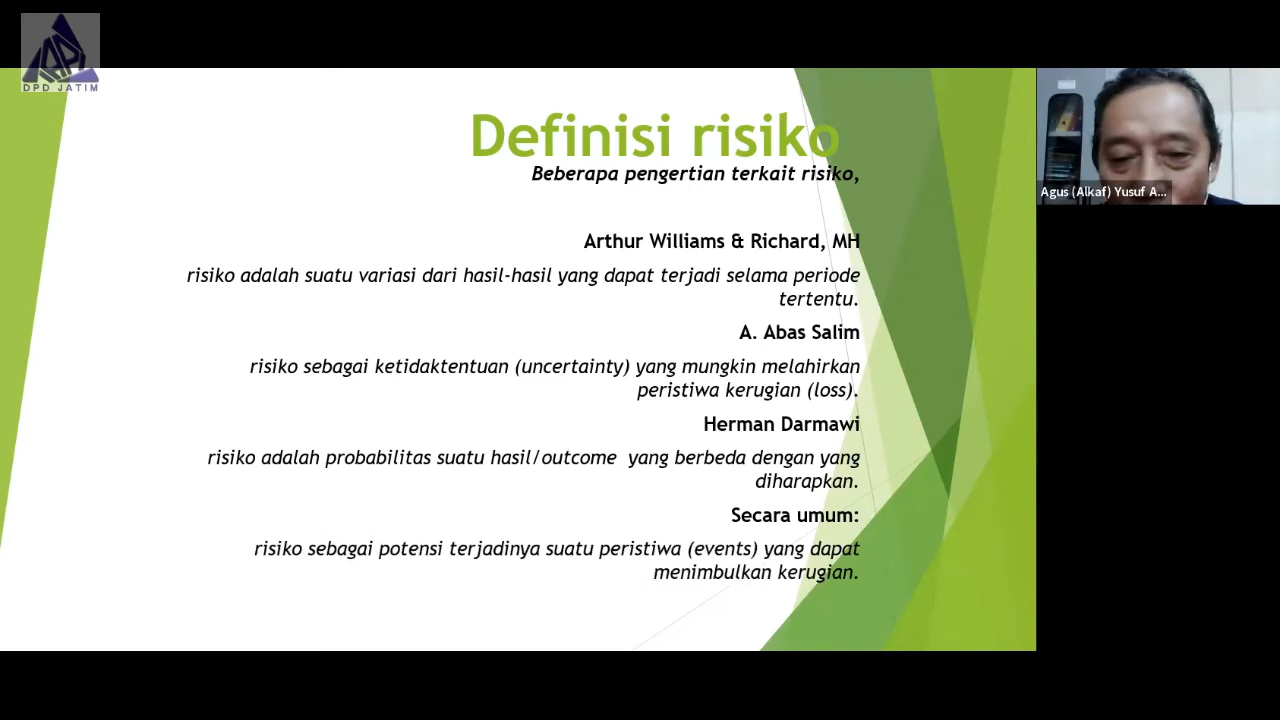 IAPI
DPD JATIM
Definisi risiko
Beberapa pengertian terkait risiko,
Arthur Williams & Richard, MH
risiko adalah suatu variasi dari hasil-hasil yang dapat terjadi selama periode
tertentu.
A. Abas Salim
risiko sebagai ketidaktentuan (uncertainty) yang mungkin melahirkan
peristiwa kerugian (loss).
Herman Darmawi
risiko adalah probabilitas suatu hasil/outcome yang berbeda dengan yang
diharapkan.
Secara umum:
risiko sebagai potensi terjadinya suatu peristiwa (events) yang dapat
menimbulkan kerugian.
Agus (Alkaf) Yusuf A...